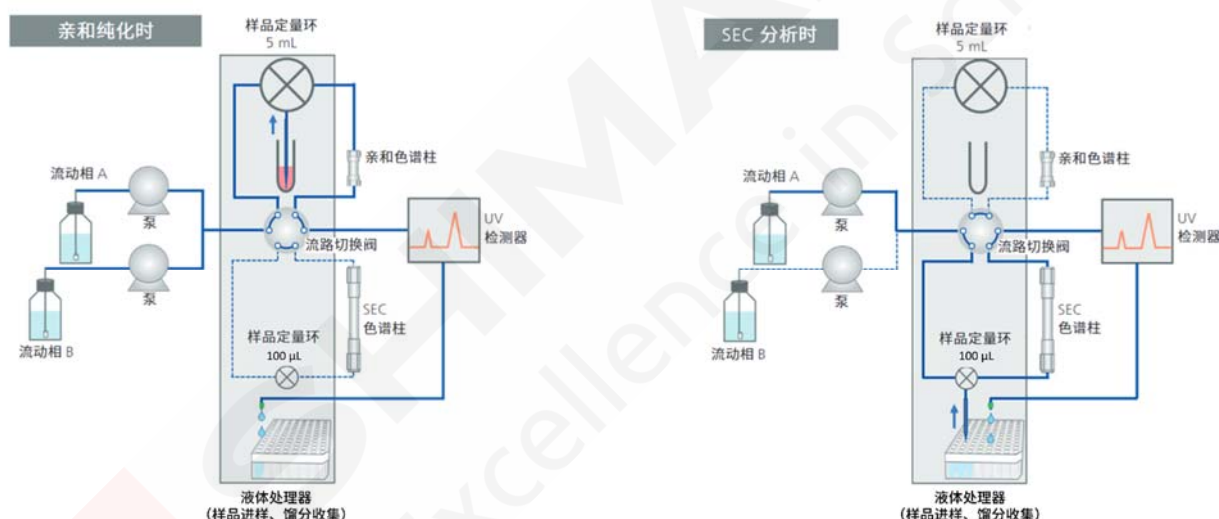 亲和纯化时
样品定量环
5 mL
亲和色谱柱
流动相 A
泵
UV
检测器
流路切换阀
泵
流动相 B
SEC
色谱柱
样品定量环
100 μL
液体处理器
(样品进样、馏分收集)
SEC 分析时
样品定量环
5 mL
亲和色谱柱
流动相 A
泵
UV
检测器
流路切换阀
泵
流动相 B
SEC
色谱柱
样品定量环
100 μL
液体处理器
(样品进样、馏分收集)
Excellence in